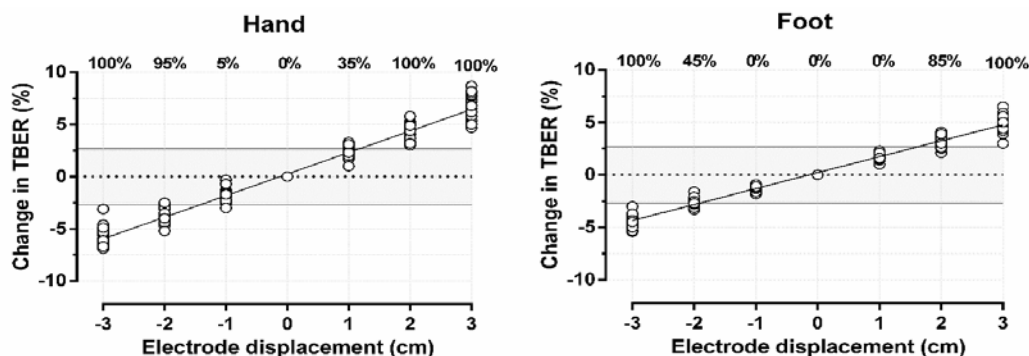 Hand
100% 95% 5% 0% 35% 100% 100%
Change in TBER (%)
10
5
0
-5
-10
-3 -2 -1 0 1 2 3
Electrode displacement (cm)
Foot
100% 45% 0% 0% 0% 85% 100%
Change in TBER (%)
10
5
0
-5
-10
-3 -2 -1 0 1 2 3
Electrode displacement (cm)